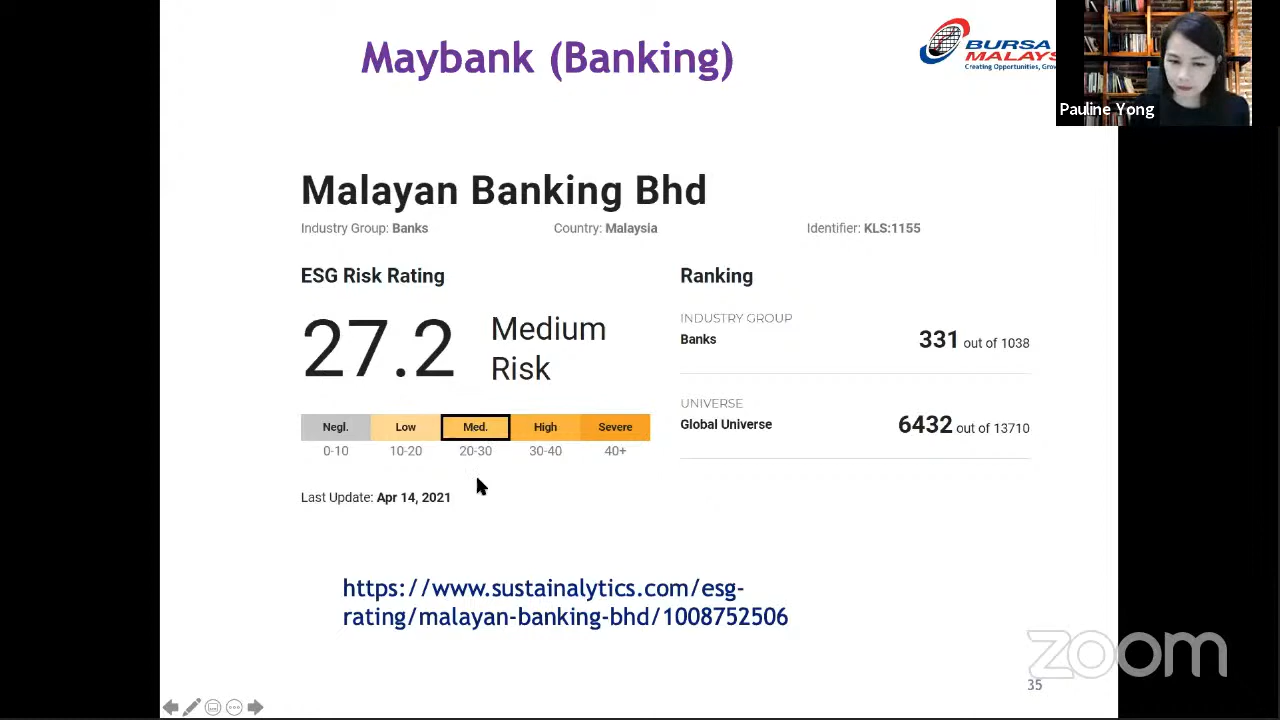 Maybank (Banking)
BURSA
MALAYS
Creating Opportunities, Grow
Pauline Yong
Malayan Banking Bhd
Industry Group: Banks
Country: Malaysia
Identifier: KLS:1155
ESG Risk Rating
27.2
Medium
Risk
Negl.
Low
Med.
High
Severe
0-10
10-20
20-30
30-40
40+
Last Update: Apr 14, 2021
Ranking
INDUSTRY GROUP
Banks
331 out of 1038
UNIVERSE
Global Universe
6432 out of 13710
https://www.sustainalytics.com/esg-
rating/malayan-banking-bhd/1008752506
zoom
35